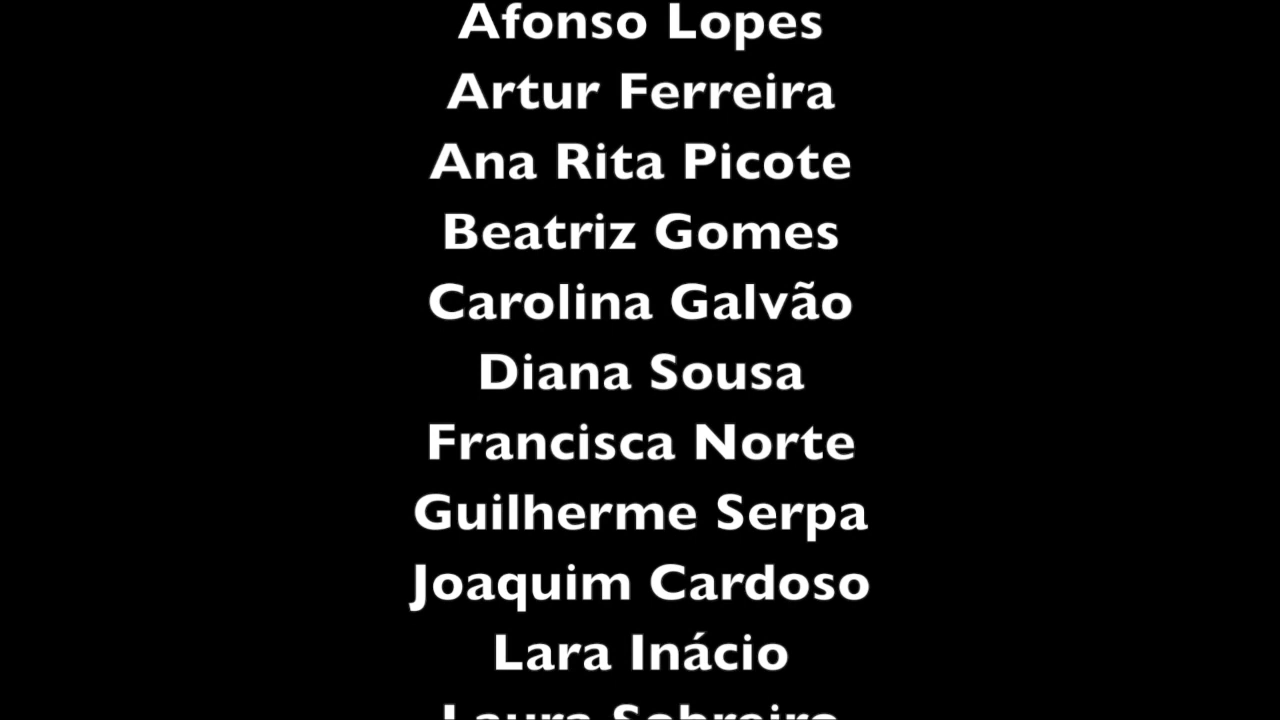 Afonso Lopes
Artur Ferreira
Ana Rita Picote
Beatriz Gomes
Carolina Galvão
Diana Sousa
Francisca Norte
Guilherme Serpa
Joaquim Cardoso
Lara Inácio
Laura